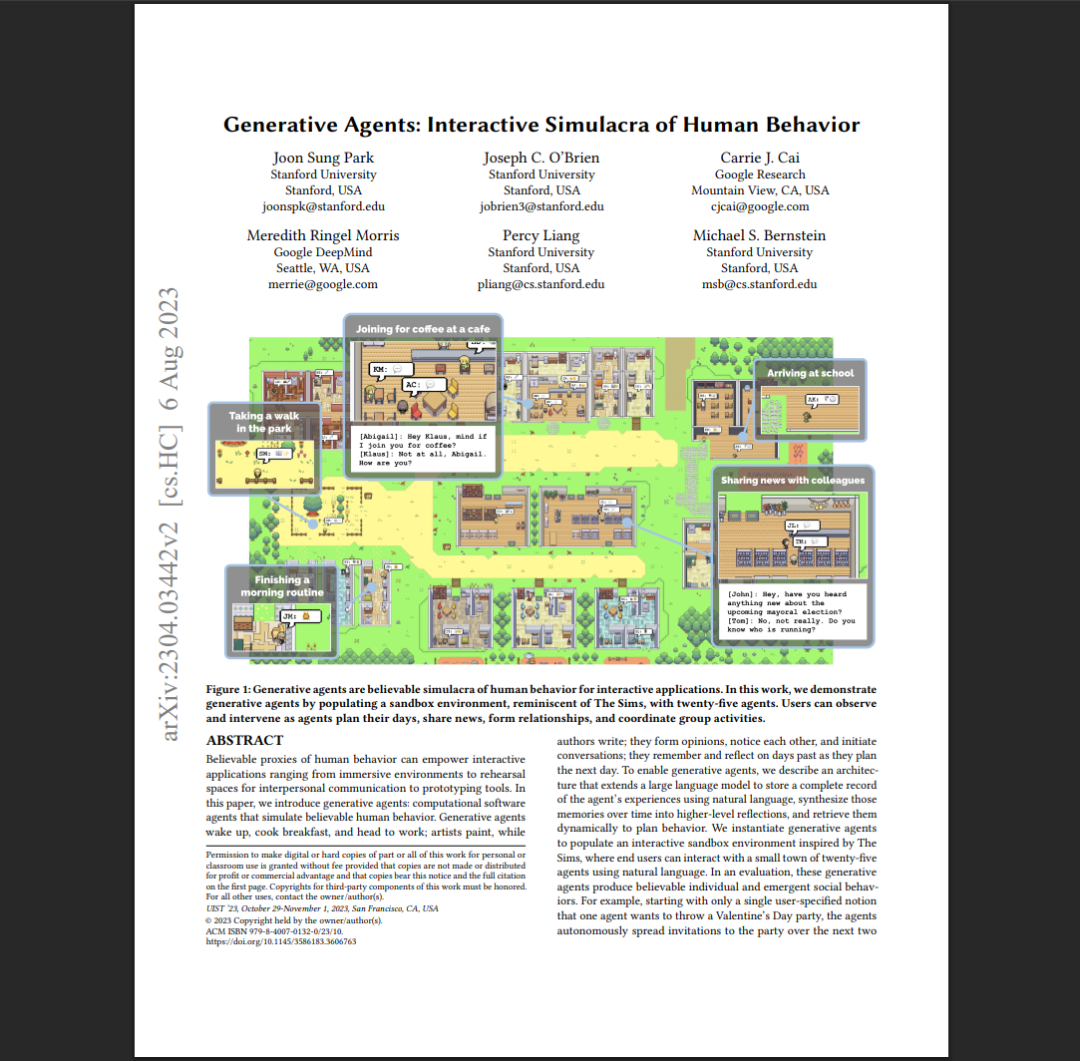 Generative Agents: Interactive Simulacra of Human Behavior
Joon Sung Park
Stanford University
Stanford, USA
joonspk@stanford.edu
Joseph C. O'Brien
Stanford University
Stanford, USA
jobrien3@stanford.edu
Carrie J. Cai
Google Research
Mountain View, CA, USA
cjcai@google.com
Meredith Ringel Morris
Google DeepMind
Seattle, WA, USA
merrie@google.com
Percy Liang
Stanford University
Stanford, USA
pliang@cs.stanford.edu
Michael S. Bernstein
Stanford University
Stanford, USA
msb@cs.stanford.edu
arXiv:2304.03442v2 [cs.HC] 6 Aug 2023
Joining for coffee at a cafe
KM:
AC:
[Abigail]: Hey Klaus, mind if
I join you for coffee?
[Klaus]: Not at all, Abigail.
How are you?
Taking a walk
in the park
Arriving at school
Sharing news with colleagues
JL:
TM:
[John]: Hey, have you heard
anything new about the
upcoming mayoral election?
[Tom]: No, not really. Do you
know who is running?
Finishing a
morning routine
JM:
Figure 1: Generative agents are believable simulacra of human behavior for interactive applications. In this work, we demonstrate
generative agents by populating a sandbox environment, reminiscent of The Sims, with twenty-five agents. Users can observe
and intervene as agents plan their days, share news, form relationships, and coordinate group activities.
ABSTRACT
Believable proxies of human behavior can empower interactive
applications ranging from immersive environments to rehearsal
spaces for interpersonal communication to prototyping tools. In
this paper, we introduce generative agents: computational software
agents that simulate believable human behavior. Generative agents
wake up, cook breakfast, and head to work; artists paint, while
Permission to make digital or hard copies of part or all of this work for personal or
classroom use is granted without fee provided that copies are not made or distributed
for profit or commercial advantage and that copies bear this notice and the full citation
on the first page. Copyrights for third-party components of this work must be honored.
For all other uses, contact the owner/author(s).
UIST '23, October 29-November 1, 2023, San Francisco, CA, USA
© 2023 Copyright held by the owner/author(s).
ACM ISBN 979-8-4007-0132-0/23/10.
https://doi.org/10.1145/3586183.3606763
authors write; they form opinions, notice each other, and initiate
conversations; they remember and reflect on days past as they plan
the next day. To enable generative agents, we describe an architec-
ture that extends a large language model to store a complete record
of the agent's experiences using natural language, synthesize those
memories over time into higher-level reflections, and retrieve them
dynamically to plan behavior. We instantiate generative agents
to populate an interactive sandbox environment inspired by The
Sims, where end users can interact with a small town of twenty-five
agents using natural language. In an evaluation, these generative
agents produce believable individual and emergent social behav-
iors. For example, starting with only a single user-specified notion
that one agent wants to throw a Valentine's Day party, the agents
autonomously spread invitations to the party over the next two